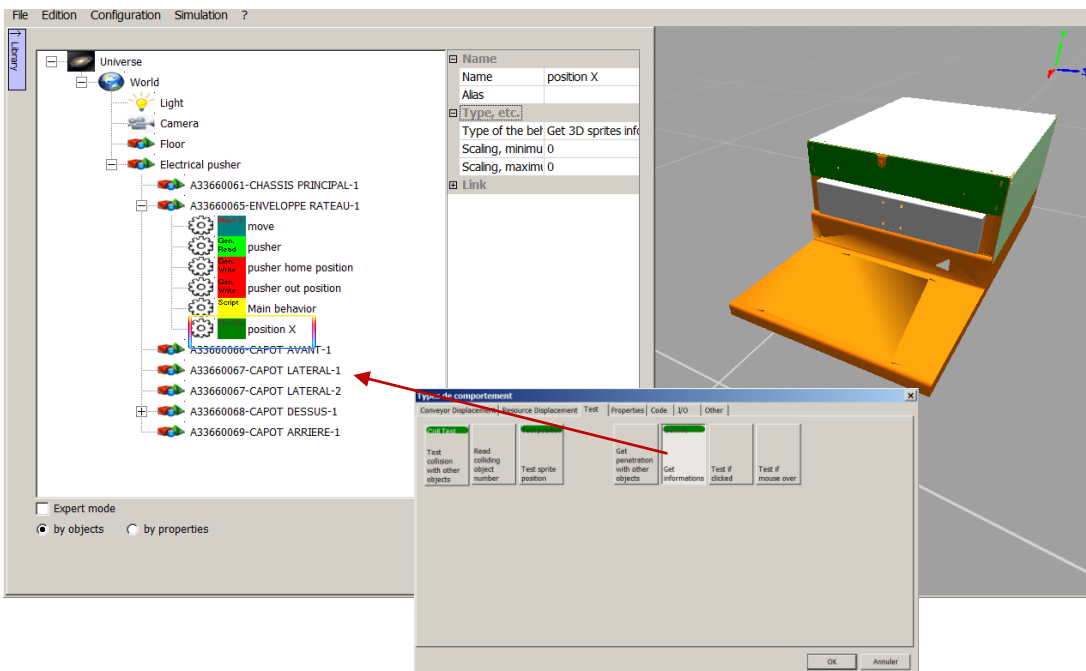 File Edition Configuration Simulation ?
Library
Universe
World
Light
Camera
Floor
Electrical pusher
A33660061-CHASSIS PRINCIPAL-1
A33660065-ENVELOPPE RATEAU-1
move
Gen. Read pusher
Gen. Write pusher home position
Gen. Write pusher out position
Script Main behavior
position X
A33660066-CAPOT AVANT-1
A33660067-CAPOT LATERAL-1
A33660067-CAPOT LATERAL-2
A33660068-CAPOT DESSUS-1
A33660069-CAPOT ARRIERE-1
Expert mode
by objects by properties
Name
Name position X
Alias
Type, etc.
Type of the beh Get 3D sprites info
Scaling, minimu 0
Scaling, maximu 0
Link
Types de comportement
Conveyor Displacement Resource Displacement Test Properties Code I/O Other
Coll Test
Test collision with other objects
Read colliding object number
Test sprite position
Get penetration with other objects
Get informations
Test if clicked
Test if mouse over
OK Annuler